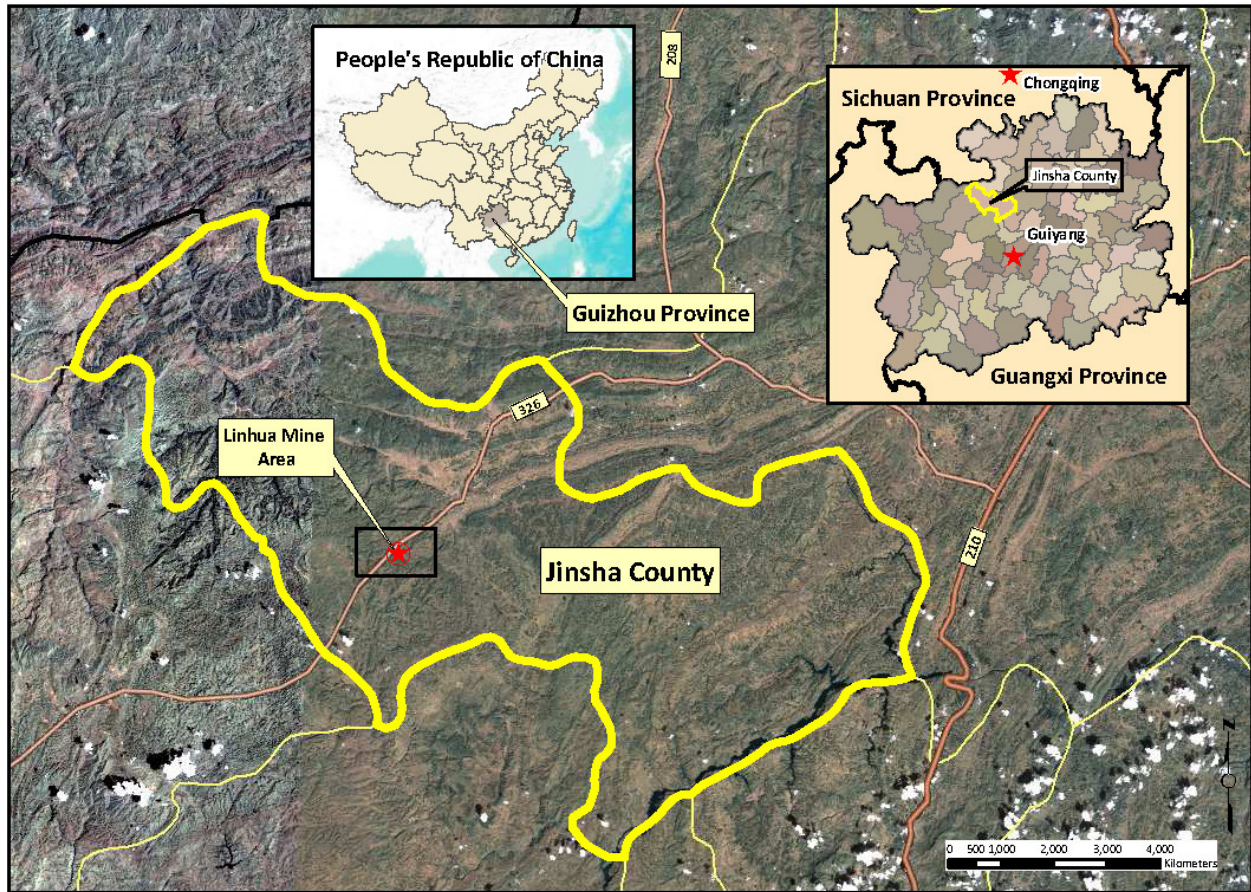 People's Republic of China
Guizhou Province
208
Chongqing
Sichuan Province
Jinsha County
Guiyang
Guangxi Province
326
Linhua Mine
Area
Jinsha County
210
N
0 500 1,000 2,000 3,000 4,000
Kilometers